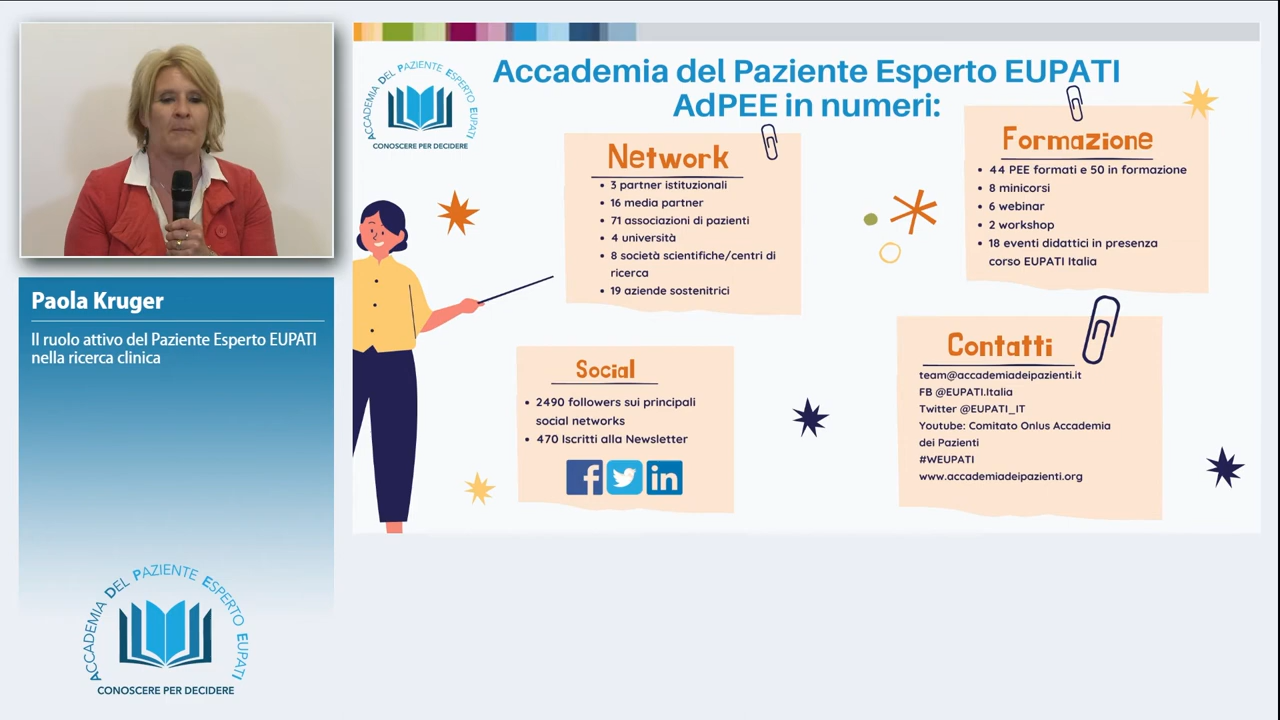 Paola Kruger
Il ruolo attivo del Paziente Esperto EUPATI
nella ricerca clinica
ACCADEMIA DEL PAZIENTE ESPERTO EUPATI
CONOSCERE PER DECIDERE
ACCADEMIA DEL PAZIENTE ESPERTO EUPATI
CONOSCERE PER DECIDERE
Accademia del Paziente Esperto EUPATI
AdPEE in numeri:
Network
• 3 partner istituzionali
• 16 media partner
• 71 associazioni di pazienti
• 4 università
• 8 società scientifiche/centri di
ricerca
• 19 aziende sostenitrici
Formazione
• 44 PEE formati e 50 in formazione
• 8 minicorsi
• 6 webinar
• 2 workshop
• 18 eventi didattici in presenza
corso EUPATI Italia
Social
• 2490 followers sui principali
social networks
• 470 Iscritti alla Newsletter
f
in
Contatti
team@accademiadeipazienti.it
FB @EUPATI.Italia
Twitter @EUPATI_IT
Youtube: Comitato Onlus Accademia
dei Pazienti
#WEUPATI
www.accademiadeipazienti.org